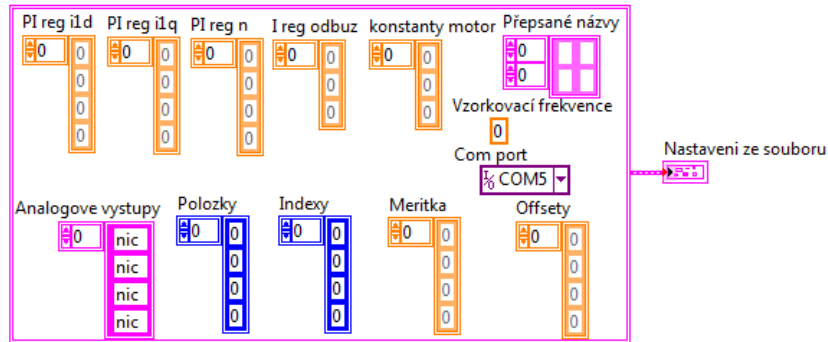 PI reg i1d PI reg i1q PI reg n I reg odbuz konstanty motor Přepsané názvy
0 0 0 0 0 0
0 0 0 0 0 0
0 0 0 0 0
0 0 0 0 0
0 0 0
Vzorkovací frekvence
0
Com port
COM5
Nastaveni ze souboru
Analogove vystupy Polozky Indexy Meritka Offsety
0 nic 0 0 0 0 0 0 0 0
nic 0 0 0 0
nic 0 0 0 0
nic 0 0 0 0